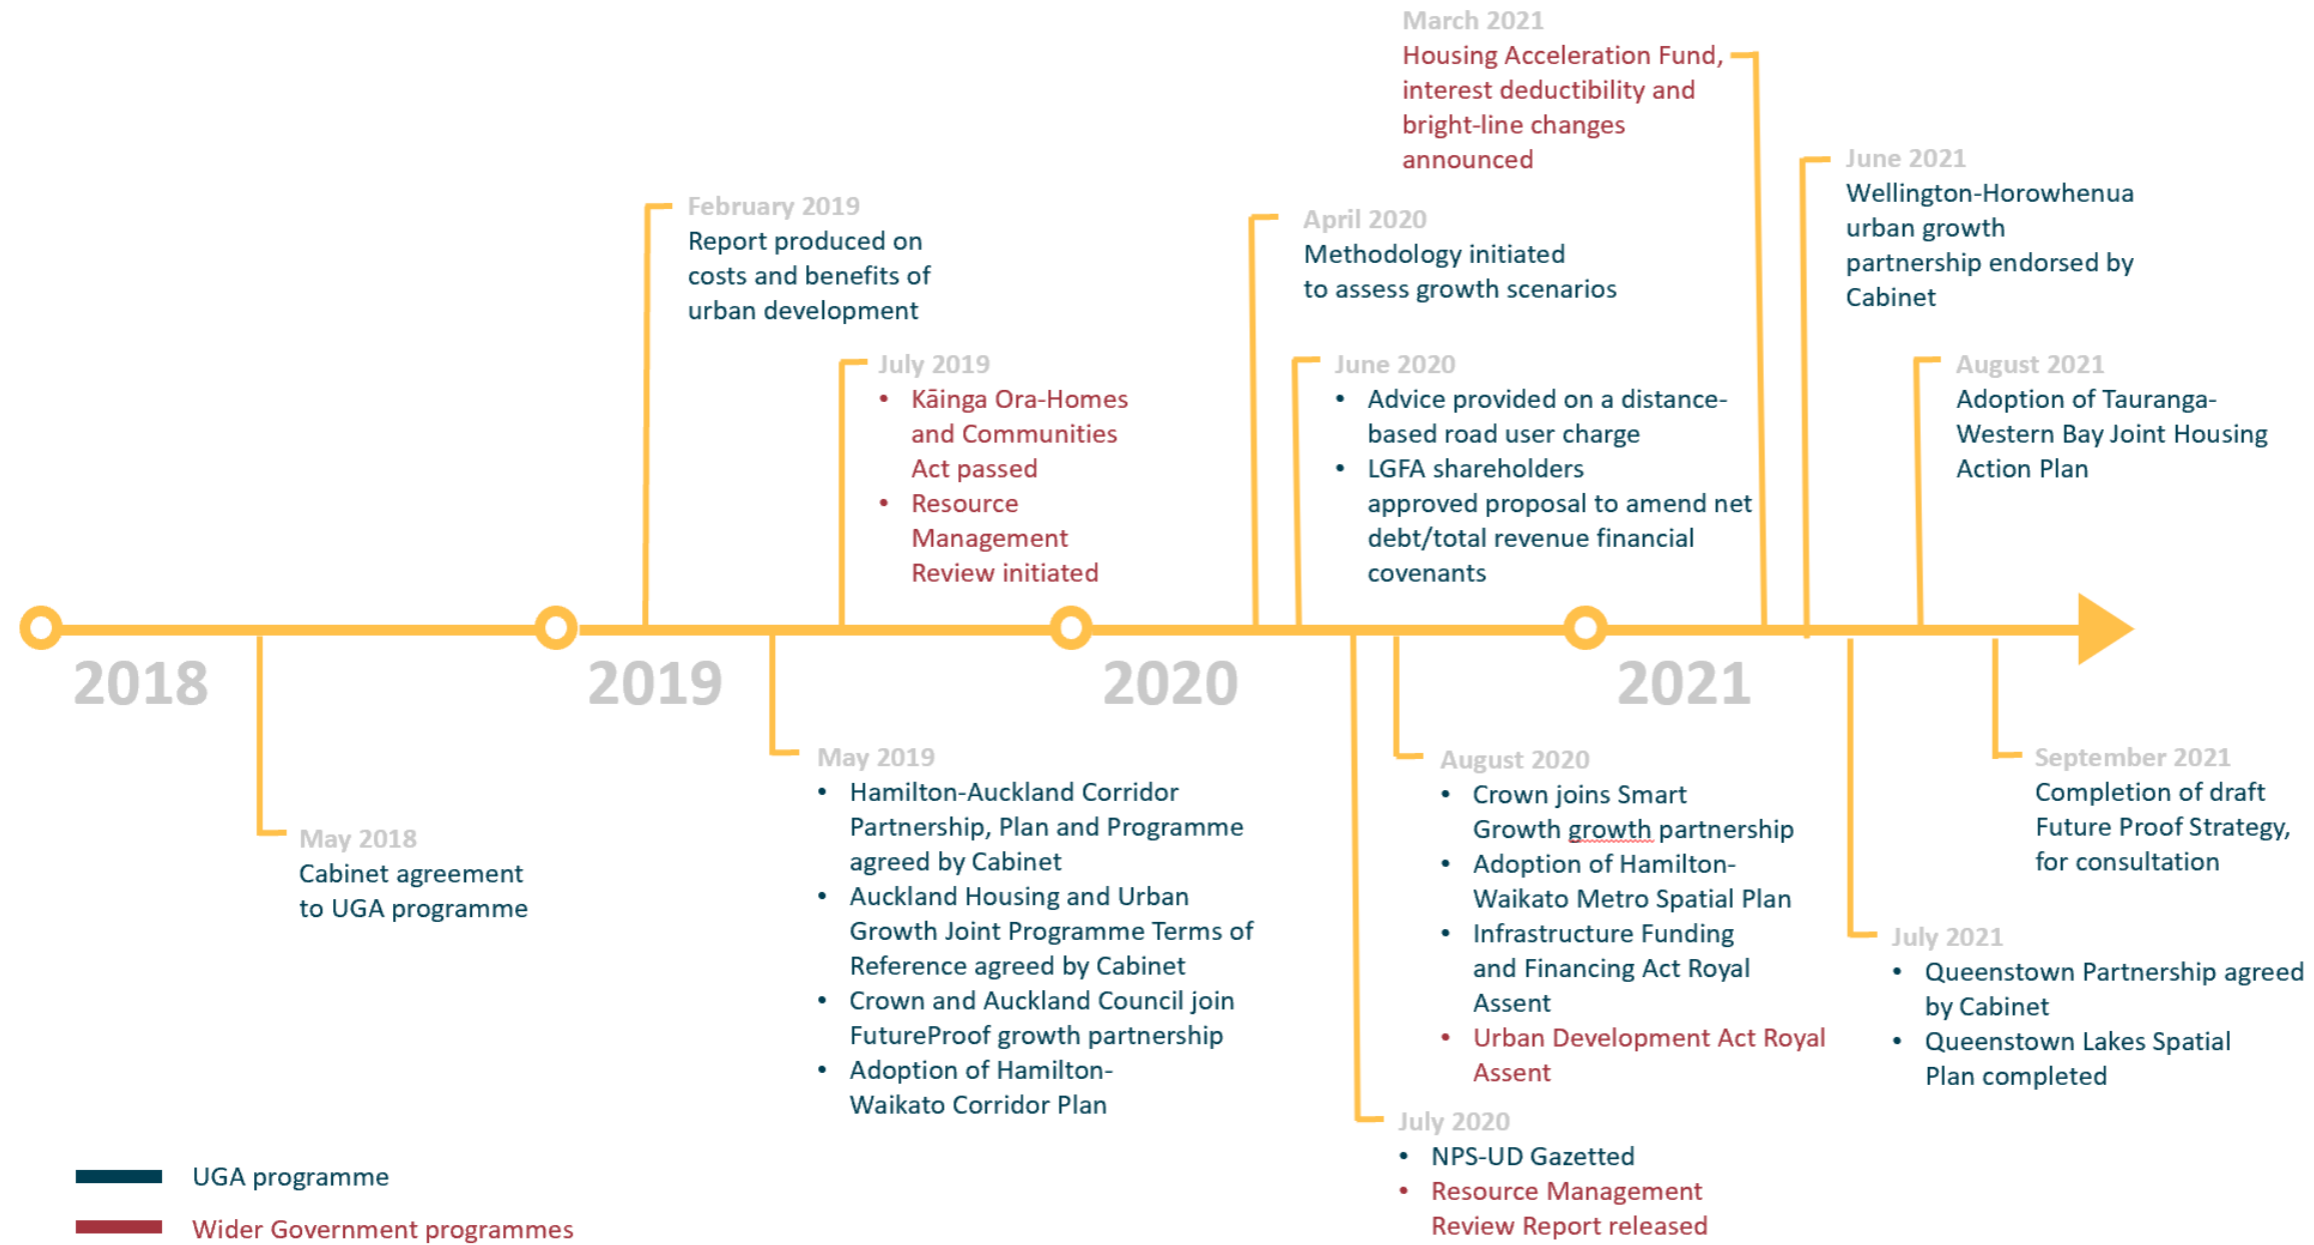 March 2021
Housing Acceleration Fund,
interest deductibility and
bright-line changes
announced
June 2021
Wellington-Horowhenua
urban growth
partnership endorsed by
Cabinet
February 2019
Report produced on
costs and benefits of
urban development
April 2020
Methodology initiated
to assess growth scenarios
July 2019
• Kāinga Ora-Homes
and Communities
Act passed
• Resource
Management
Review initiated
June 2020
• Advice provided on a distance-
based road user charge
• LGFA shareholders
approved proposal to amend net
debt/total revenue financial
covenants
August 2021
Adoption of Tauranga-
Western Bay Joint Housing
Action Plan
2018
2019
2020
2021
May 2018
Cabinet agreement
to UGA programme
May 2019
• Hamilton-Auckland Corridor
Partnership, Plan and Programme
agreed by Cabinet
• Auckland Housing and Urban
Growth Joint Programme Terms of
Reference agreed by Cabinet
• Crown and Auckland Council join
FutureProof growth partnership
• Adoption of Hamilton-
Waikato Corridor Plan
August 2020
• Crown joins Smart
Growth growth partnership
• Adoption of Hamilton-
Waikato Metro Spatial Plan
• Infrastructure Funding
and Financing Act Royal
Assent
• Urban Development Act Royal
Assent
July 2020
• NPS-UD Gazetted
• Resource Management
Review Report released
September 2021
Completion of draft
Future Proof Strategy,
for consultation
July 2021
• Queenstown Partnership agreed
by Cabinet
• Queenstown Lakes Spatial
Plan completed
UGA programme
Wider Government programmes